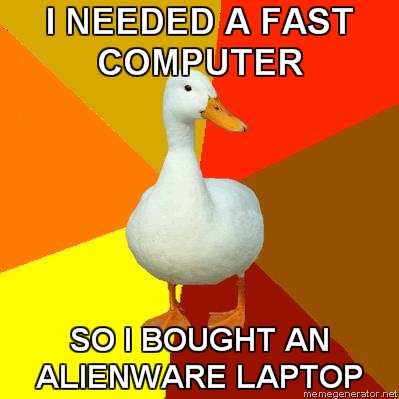 I NEEDED A FAST
COMPUTER
SO I BOUGHT AN
ALIENWARE LAPTOP
memegenerator.net